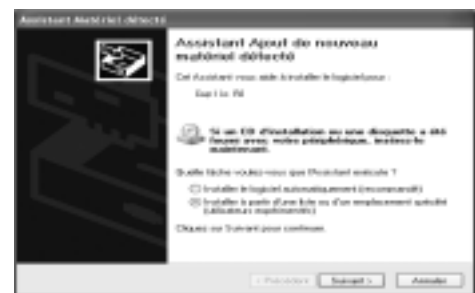 Assistant Matériel détecté
Assistant Ajout de nouveau
matériel détecté
Cet Assistant vous aide à installer le logiciel pour :
Si un CD d'installation ou une disquette a été
fourni avec votre périphérique, insérez-le
maintenant.
Quelle tâche voulez-vous que l'Assistant exécute ?
Installer le logiciel automatiquement (recommandé)
Installer à partir d'une liste ou d'un emplacement spécifié
(utilisateurs expérimentés)
Cliquez sur Suivant pour continuer.
< Précédent
Suivant >
Annuler